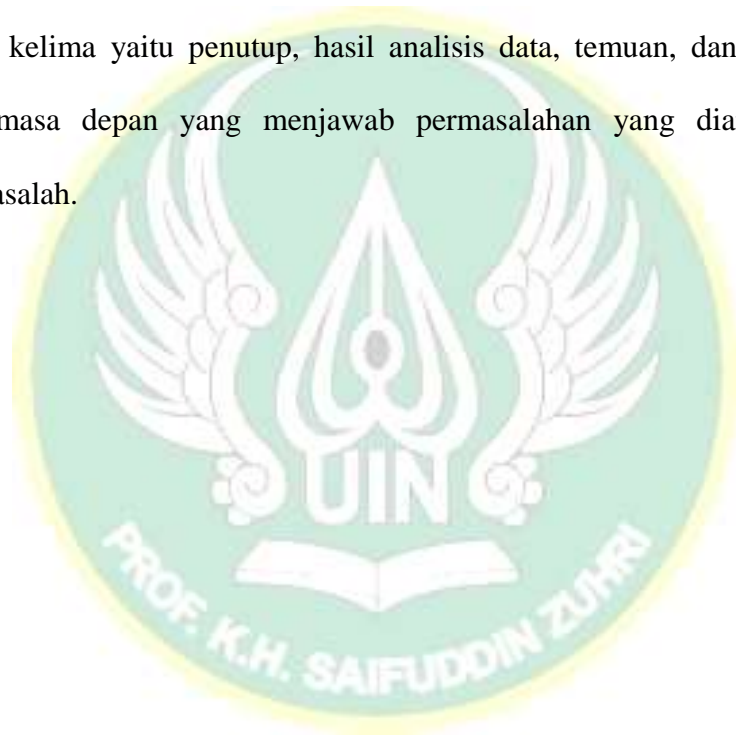 kelima yaitu penutup, hasil analisis data, temuan, dan
masa depan yang menjawab permasalahan yang dia
asalah.
UIN
PROF. K.H. SAIFUDDIN ZUHRI